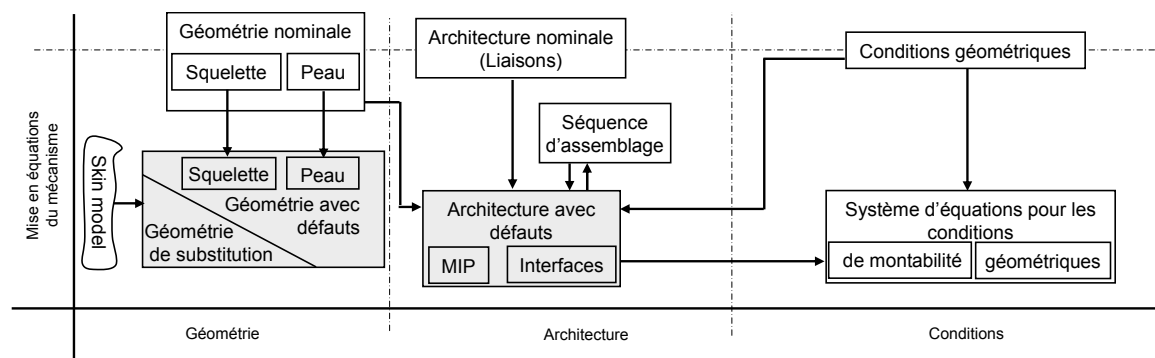 Géométrie nominale
Squelette
Peau
Architecture nominale
(Liaisons)
Conditions géométriques
Mise en équations
du mécanisme
Skin model
Squelette
Peau
Géométrie avec
défauts
Géométrie
de substitution
Séquence
d'assemblage
Architecture avec
défauts
MIP
Interfaces
Système d'équations pour les
conditions
de montabilité
géométriques
Géométrie
Architecture
Conditions